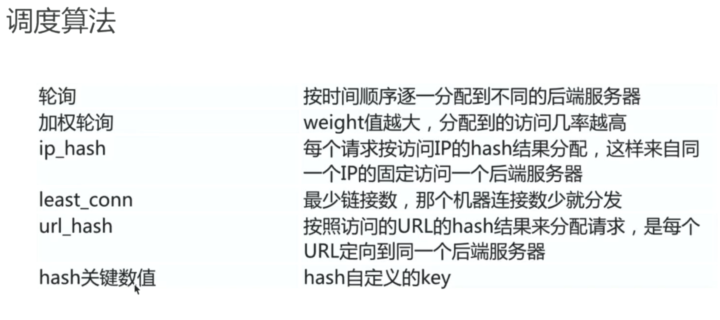 调度算法
轮询 按时间顺序逐一分配到不同的后端服务器
加权轮询 weight值越大，分配到的访问几率越高
ip_hash 每个请求按访问IP的hash结果分配，这样来自同
一个IP的固定访问一个后端服务器
least_conn 最少链接数，那个机器连接数少就分发
url_hash 按照访问的URL的hash结果来分配请求，是每个
URL定向到同一个后端服务器
hash关键数值 hash自定义的key